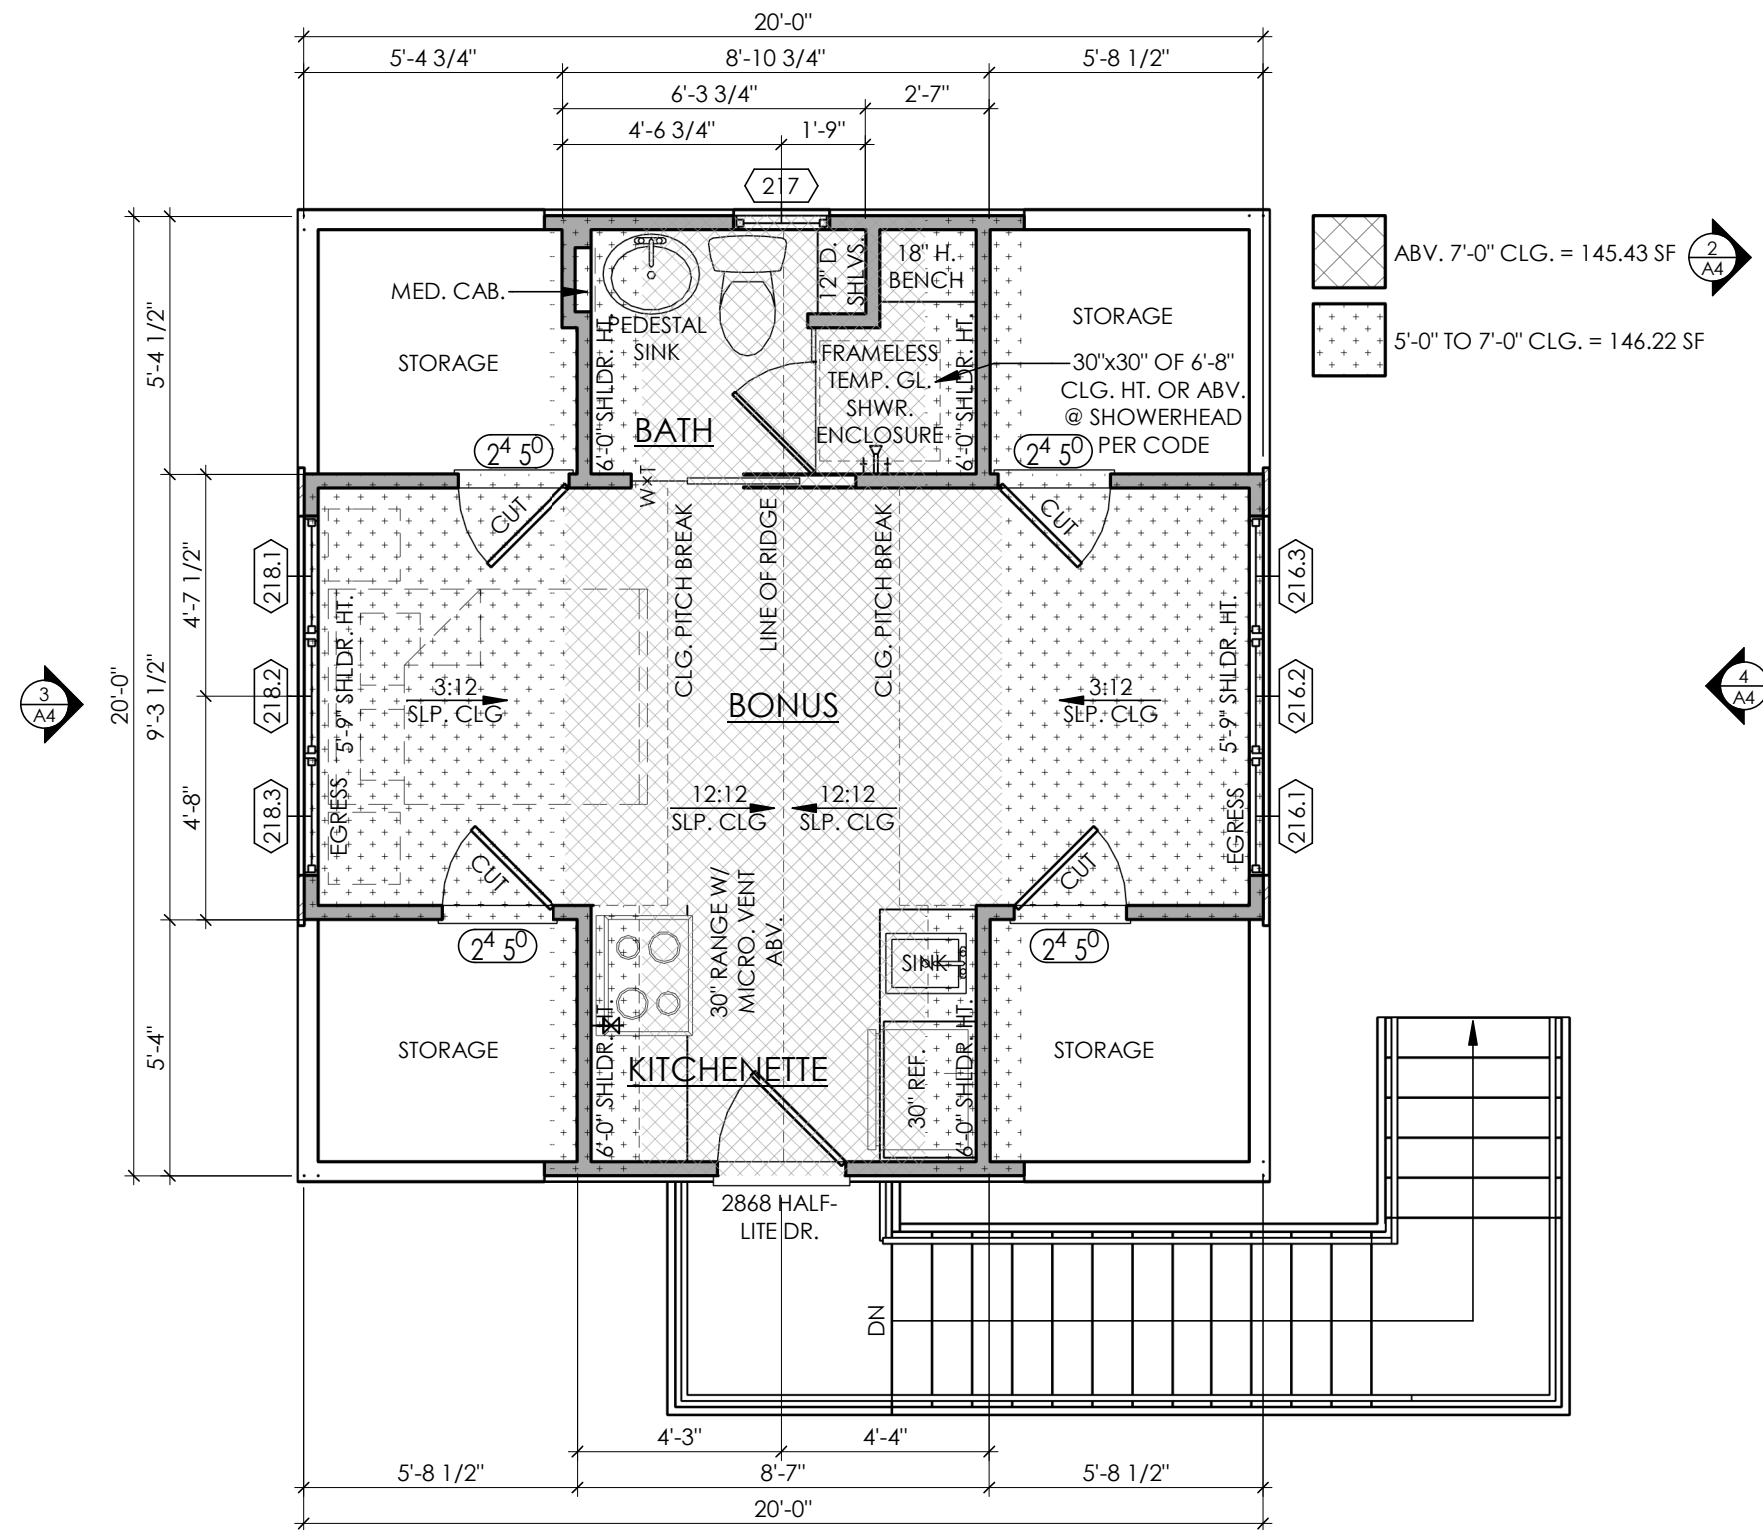 20'-0"
5'-4 3/4"
8'-10 3/4"
5'-8 1/2"
6'-3 3/4"
2'-7"
4'-6 3/4"
1'-9"
217
ABV. 7'-0" CLG. = 145.43 SF
2
A4
5'-0" TO 7'-0" CLG. = 146.22 SF
MED. CAB.
PEDESTAL
SINK
12" D.
SHLVS.
18" H.
BENCH
STORAGE
STORAGE
6'-0" SHLDR. HT.
FRAMELESS
TEMP. GL.
SHWR.
ENCLOSURE
6'-0" SHLDR. HT.
30"x30" OF 6'-8"
CLG. HT. OR ABV.
@ SHOWERHEAD
PER CODE
BATH
2⁴ 5⁰
2⁴ 5⁰
5'-4 1/2"
WXT
CUT
CUT
CLG. PITCH BREAK
LINE OF RIDGE
CLG. PITCH BREAK
218.1
216.3
4'-7 1/2"
5'-9" SHLDR. HT.
5'-9" SHLDR. HT.
3
A4
20'-0"
9'-3 1/2"
218.2
3:12
SLP. CLG
BONUS
3:12
SLP. CLG
216.2
4
A4
4'-8"
218.3
EGRESS
12:12
SLP. CLG
12:12
SLP. CLG
EGRESS
216.1
CUT
CUT
2⁴ 5⁰
30" RANGE W/
MICRO. VENT
ABV.
SINK
2⁴ 5⁰
5'-4"
STORAGE
6'-0" SHLDR. HT.
KITCHENETTE
30" REF.
6'-0" SHLDR. HT.
STORAGE
2868 HALF-
LITE DR.
DN
4'-3"
4'-4"
5'-8 1/2"
8'-7"
5'-8 1/2"
20'-0"